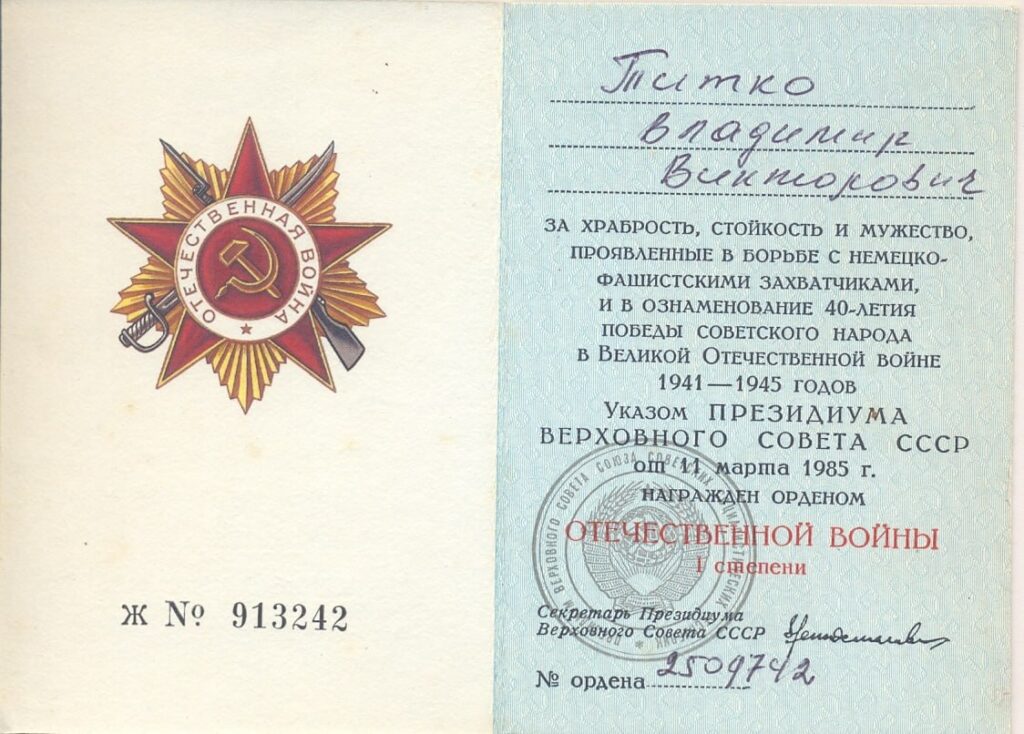 ОТЕЧЕСТВЕННАЯ ВОЙНА
Ж № 913242
Титко
Владимир
Викторович
ЗА ХРАБРОСТЬ, СТОЙКОСТЬ И МУЖЕСТВО,
ПРОЯВЛЕННЫЕ В БОРЬБЕ С НЕМЕЦКО-
ФАШИСТСКИМИ ЗАХВАТЧИКАМИ,
И В ОЗНАМЕНОВАНИЕ 40-ЛЕТИЯ
ПОБЕДЫ СОВЕТСКОГО НАРОДА
В ВЕЛИКОЙ ОТЕЧЕСТВЕННОЙ ВОЙНЕ
1941—1945 ГОДОВ
УКАЗОМ ПРЕЗИДИУМА
ВЕРХОВНОГО СОВЕТА СССР
от 11 марта 1985 г.
НАГРАЖДЕН ОРДЕНОМ
ОТЕЧЕСТВЕННОЙ ВОЙНЫ
I степени
Секретарь Президиума
Верховного Совета СССР
№ ордена 2509742